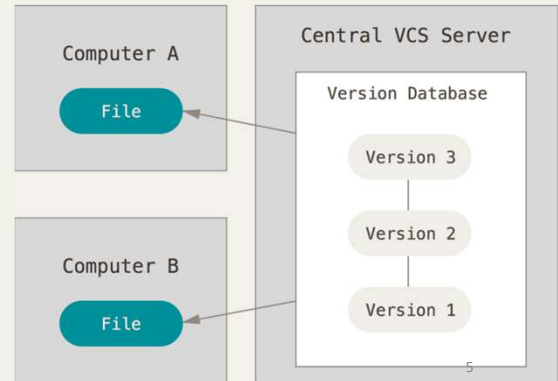 Computer A
File
Computer B
File
Central VCS Server
Version Database
Version 3
Version 2
Version 1
5